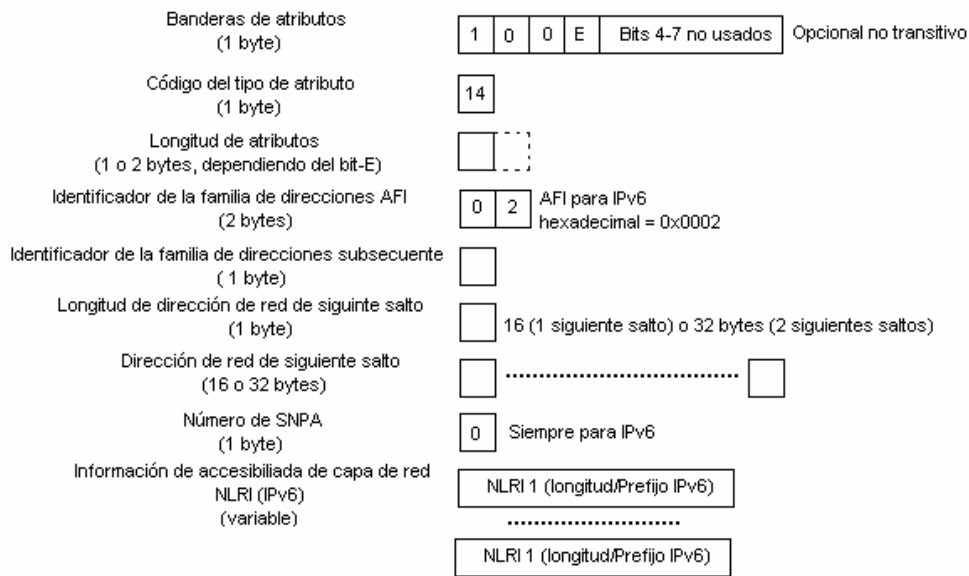 Banderas de atributos
(1 byte)
1 0 0 E Bits 4-7 no usados Opcional no transitivo
Código del tipo de atributo
(1 byte)
14
Longitud de atributos
(1 o 2 bytes, dependiendo del bit-E)
Identificador de la familia de direcciones AFI
(2 bytes)
0 2
AFI para IPv6
hexadecimal = 0x0002
Identificador de la familia de direcciones subsecuente
( 1 byte)
Longitud de dirección de red de siguinte salto
(1 byte)
16 (1 siguiente salto) o 32 bytes (2 siguientes saltos)
Dirección de red de siguiente salto
(16 o 32 bytes)
Número de SNPA
(1 byte)
0 Siempre para IPv6
Información de accesibiliada de capa de red
NLRI (IPv6)
(variable)
NLRI 1 (longitud/Prefijo IPv6)
NLRI 1 (longitud/Prefijo IPv6)